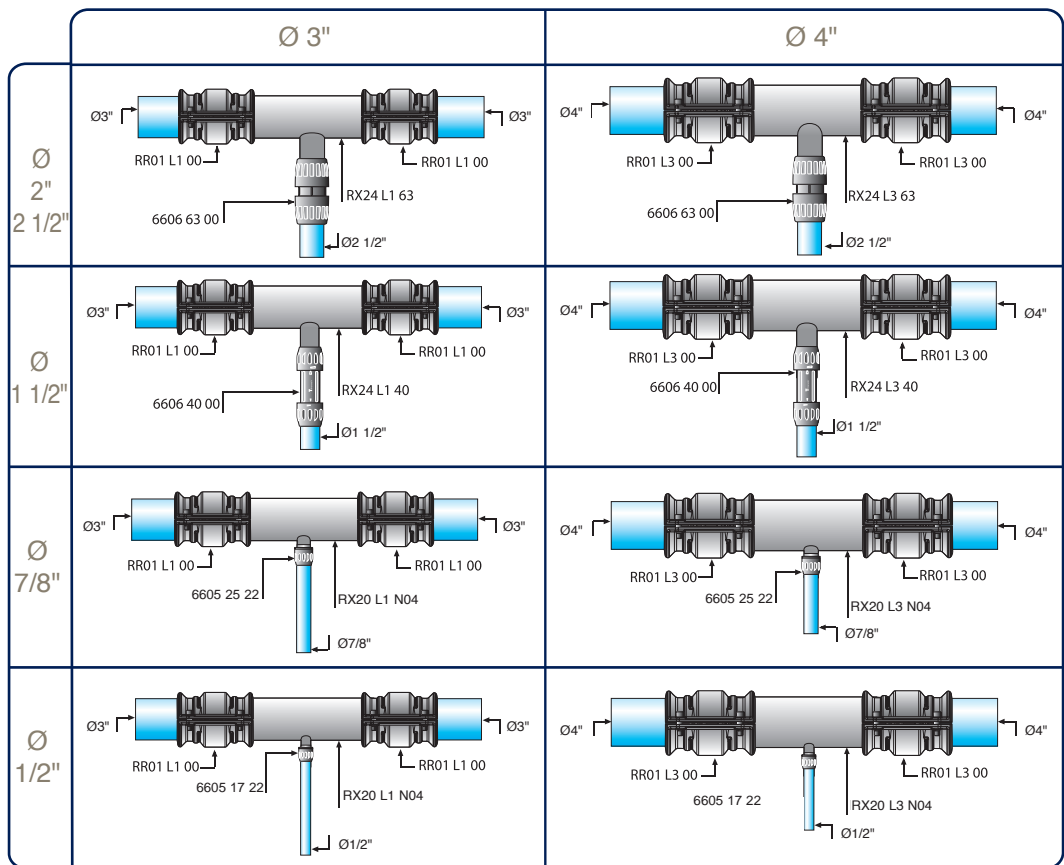 Ø 3"
Ø 4"
Ø
2"
2 1/2"
Ø3"
Ø3"
RR01 L1 00
RR01 L1 00
RX24 L1 63
6606 63 00
Ø2 1/2"
Ø4"
Ø4"
RR01 L3 00
RR01 L3 00
RX24 L3 63
6606 63 00
Ø2 1/2"
Ø
1 1/2"
Ø3"
Ø3"
RR01 L1 00
RR01 L1 00
RX24 L1 40
6606 40 00
Ø1 1/2"
Ø4"
Ø4"
RR01 L3 00
RR01 L3 00
RX24 L3 40
6606 40 00
Ø1 1/2"
Ø
7/8"
Ø3"
Ø3"
RR01 L1 00
RR01 L1 00
6605 25 22
RX20 L1 N04
Ø7/8"
Ø4"
Ø4"
RR01 L3 00
RR01 L3 00
6605 25 22
RX20 L3 N04
Ø7/8"
Ø
1/2"
Ø3"
Ø3"
RR01 L1 00
RR01 L1 00
6605 17 22
RX20 L1 N04
Ø1/2"
Ø4"
Ø4"
RR01 L3 00
RR01 L3 00
6605 17 22
RX20 L3 N04
Ø1/2"